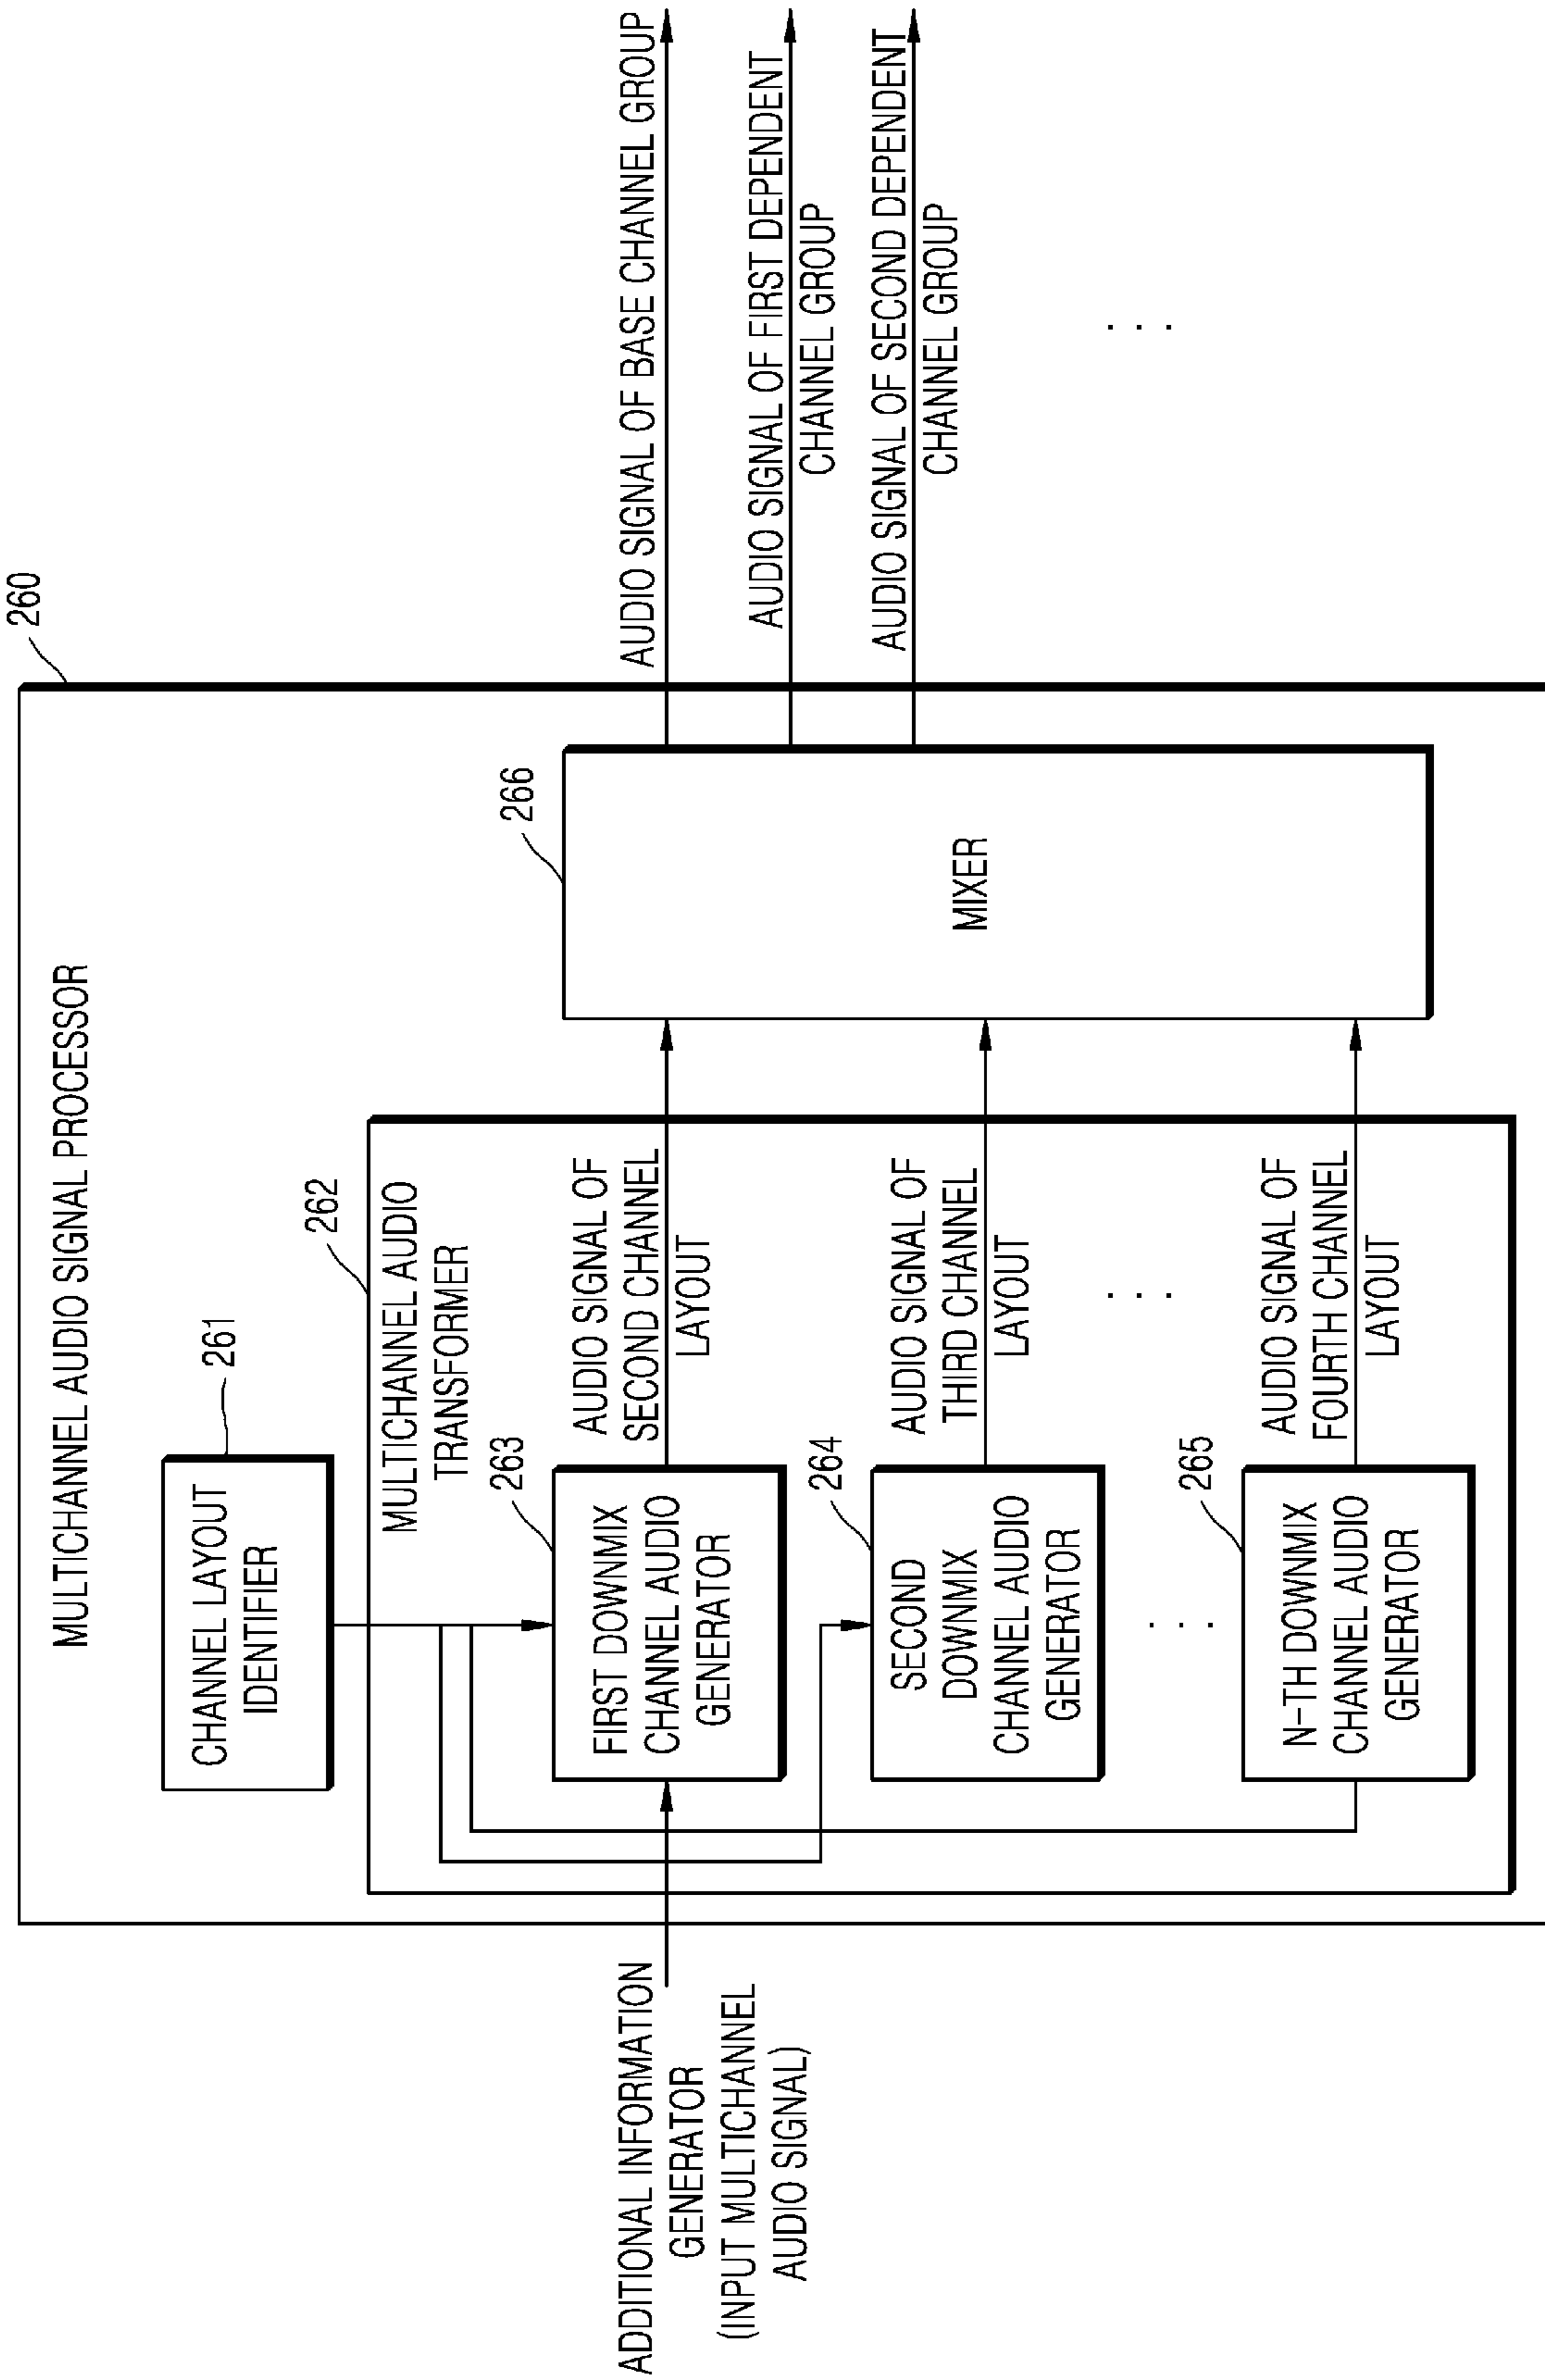 260
MULTICHANNEL AUDIO SIGNAL PROCESSOR
CHANNEL LAYOUT
IDENTIFIER
261
262
MULTICHANNEL AUDIO
TRANSFORMER
266
MIXER
ADDITIONAL INFORMATION
GENERATOR
(INPUT MULTICHANNEL
AUDIO SIGNAL)
263
FIRST DOWNMIX
CHANNEL AUDIO
GENERATOR
AUDIO SIGNAL OF
SECOND CHANNEL
LAYOUT
264
SECOND
DOWNMIX
CHANNEL AUDIO
GENERATOR
AUDIO SIGNAL OF
THIRD CHANNEL
LAYOUT
. . .
. . .
265
N-TH DOWNMIX
CHANNEL AUDIO
GENERATOR
AUDIO SIGNAL OF
FOURTH CHANNEL
LAYOUT
AUDIO SIGNAL OF BASE CHANNEL GROUP
AUDIO SIGNAL OF FIRST DEPENDENT
CHANNEL GROUP
AUDIO SIGNAL OF SECOND DEPENDENT
CHANNEL GROUP
. . .